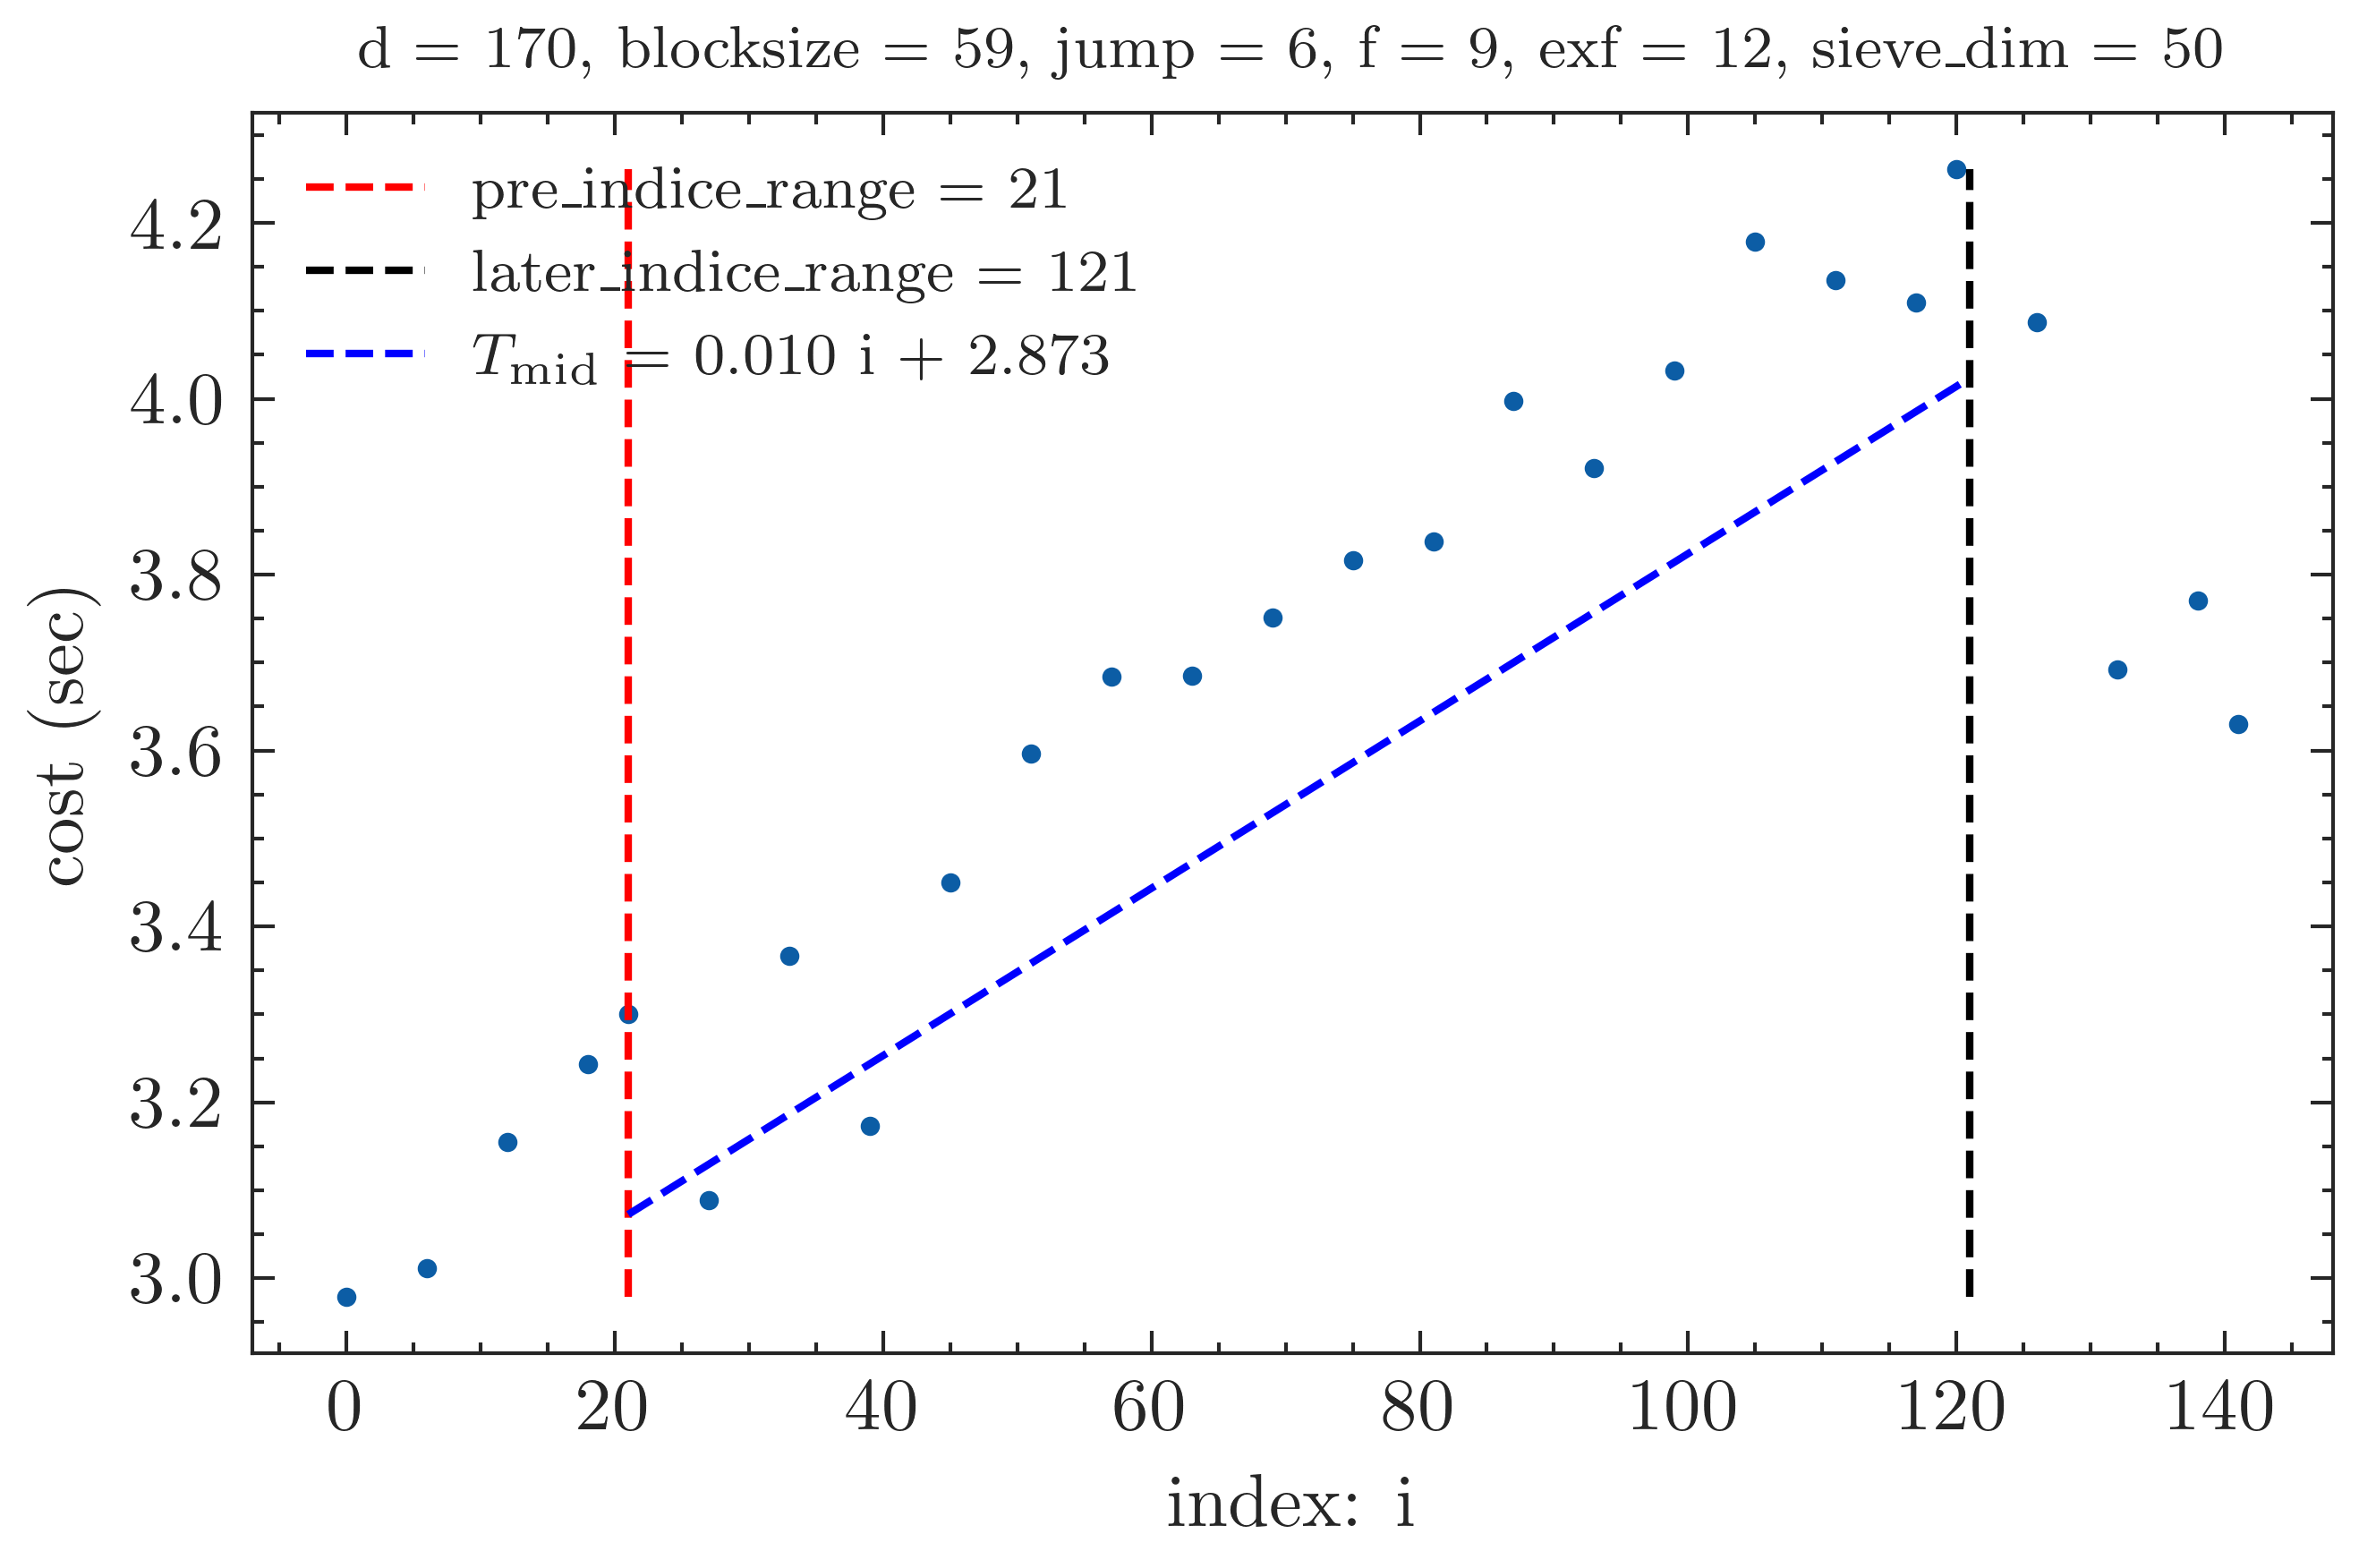 d = 170, blocksize = 59, jump = 6, f = 9, exf = 12, sieve_dim = 50
pre_indice_range = 21
later_indice_range = 121
T_mid = 0.010 i + 2.873
4.2
4.0
3.8
3.6
3.4
3.2
3.0
cost (sec)
0 20 40 60 80 100 120 140
index: i